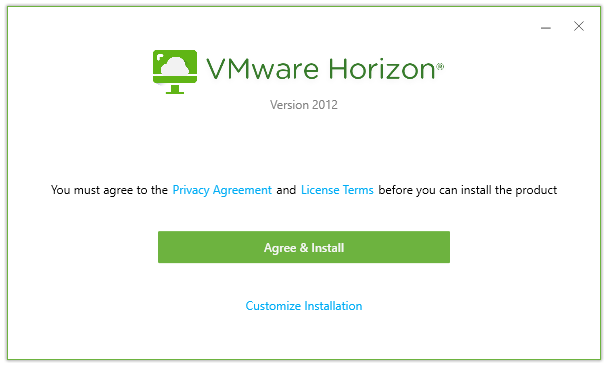 VMware Horizon®
Version 2012
You must agree to the Privacy Agreement and License Terms before you can install the product
Agree & Install
Customize Installation